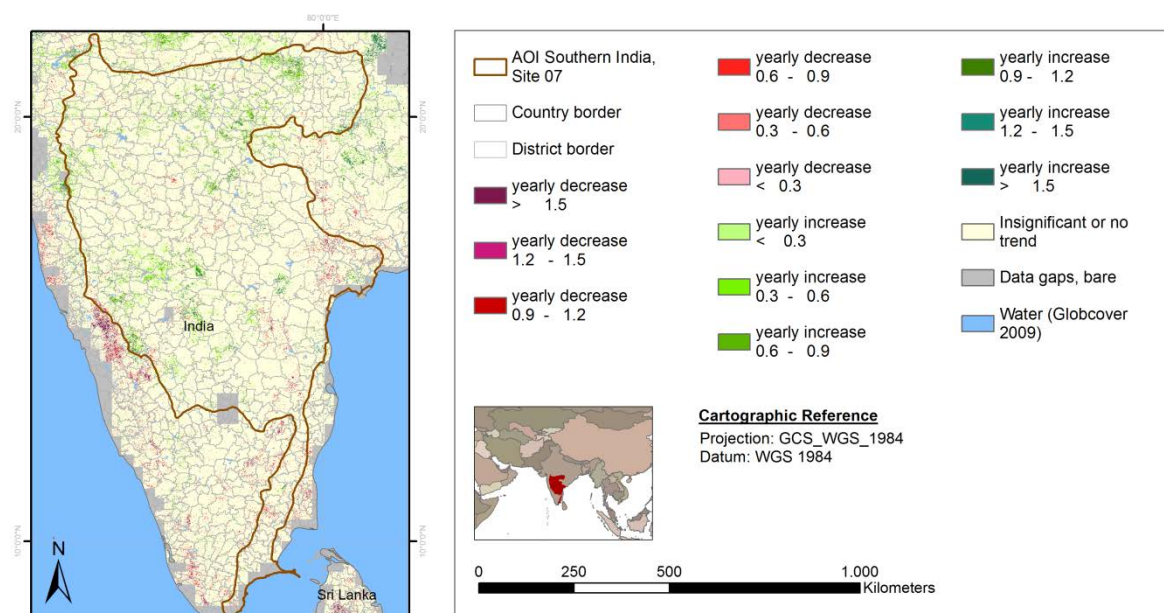 80°0'0"E
20°0'0"N
20°0'0"N
10°0'0"N
10°0'0"N
India
Sri Lanka
N
AOI Southern India,
Site 07
Country border
District border
yearly decrease
> 1.5
yearly decrease
1.2 - 1.5
yearly decrease
0.9 - 1.2
yearly decrease
0.6 - 0.9
yearly decrease
0.3 - 0.6
yearly decrease
< 0.3
yearly increase
< 0.3
yearly increase
0.3 - 0.6
yearly increase
0.6 - 0.9
yearly increase
0.9 - 1.2
yearly increase
1.2 - 1.5
yearly increase
> 1.5
Insignificant or no
trend
Data gaps, bare
Water (Globcover
2009)
Cartographic Reference
Projection: GCS_WGS_1984
Datum: WGS 1984
0 250 500 1.000
Kilometers